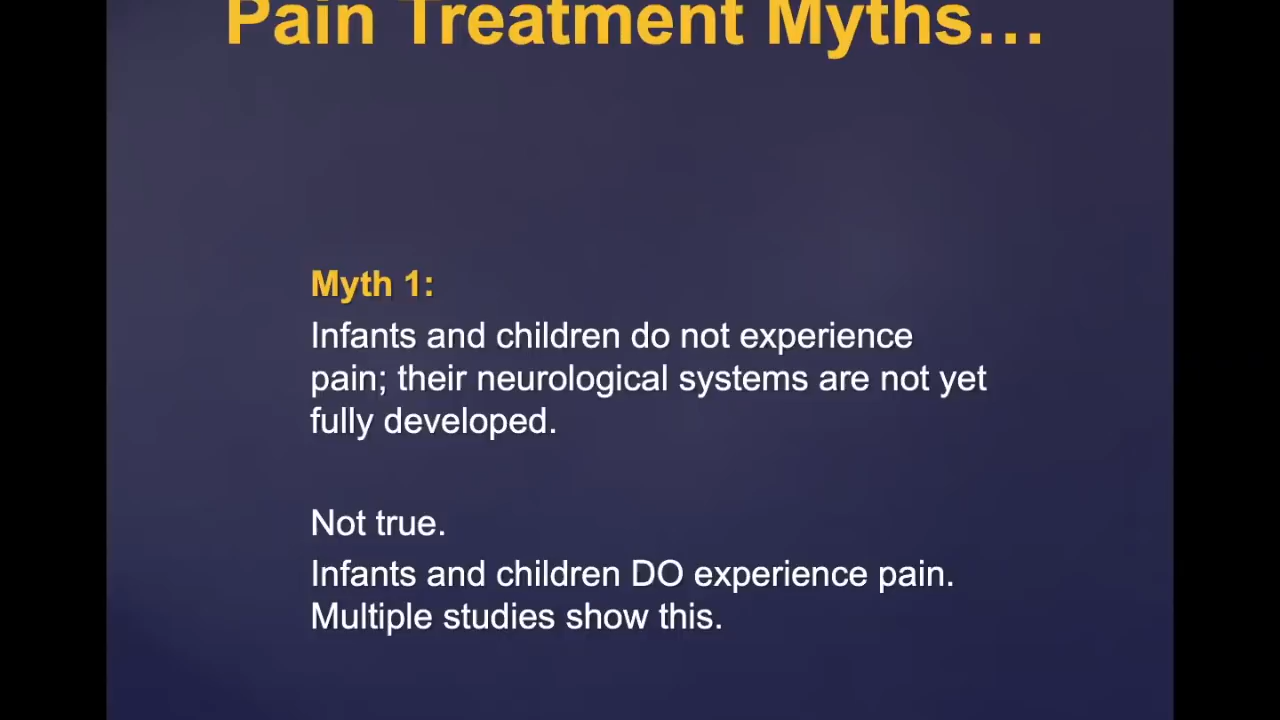 Pain Treatment Myths…
Myth 1:
Infants and children do not experience
pain; their neurological systems are not yet
fully developed.
Not true.
Infants and children DO experience pain.
Multiple studies show this.